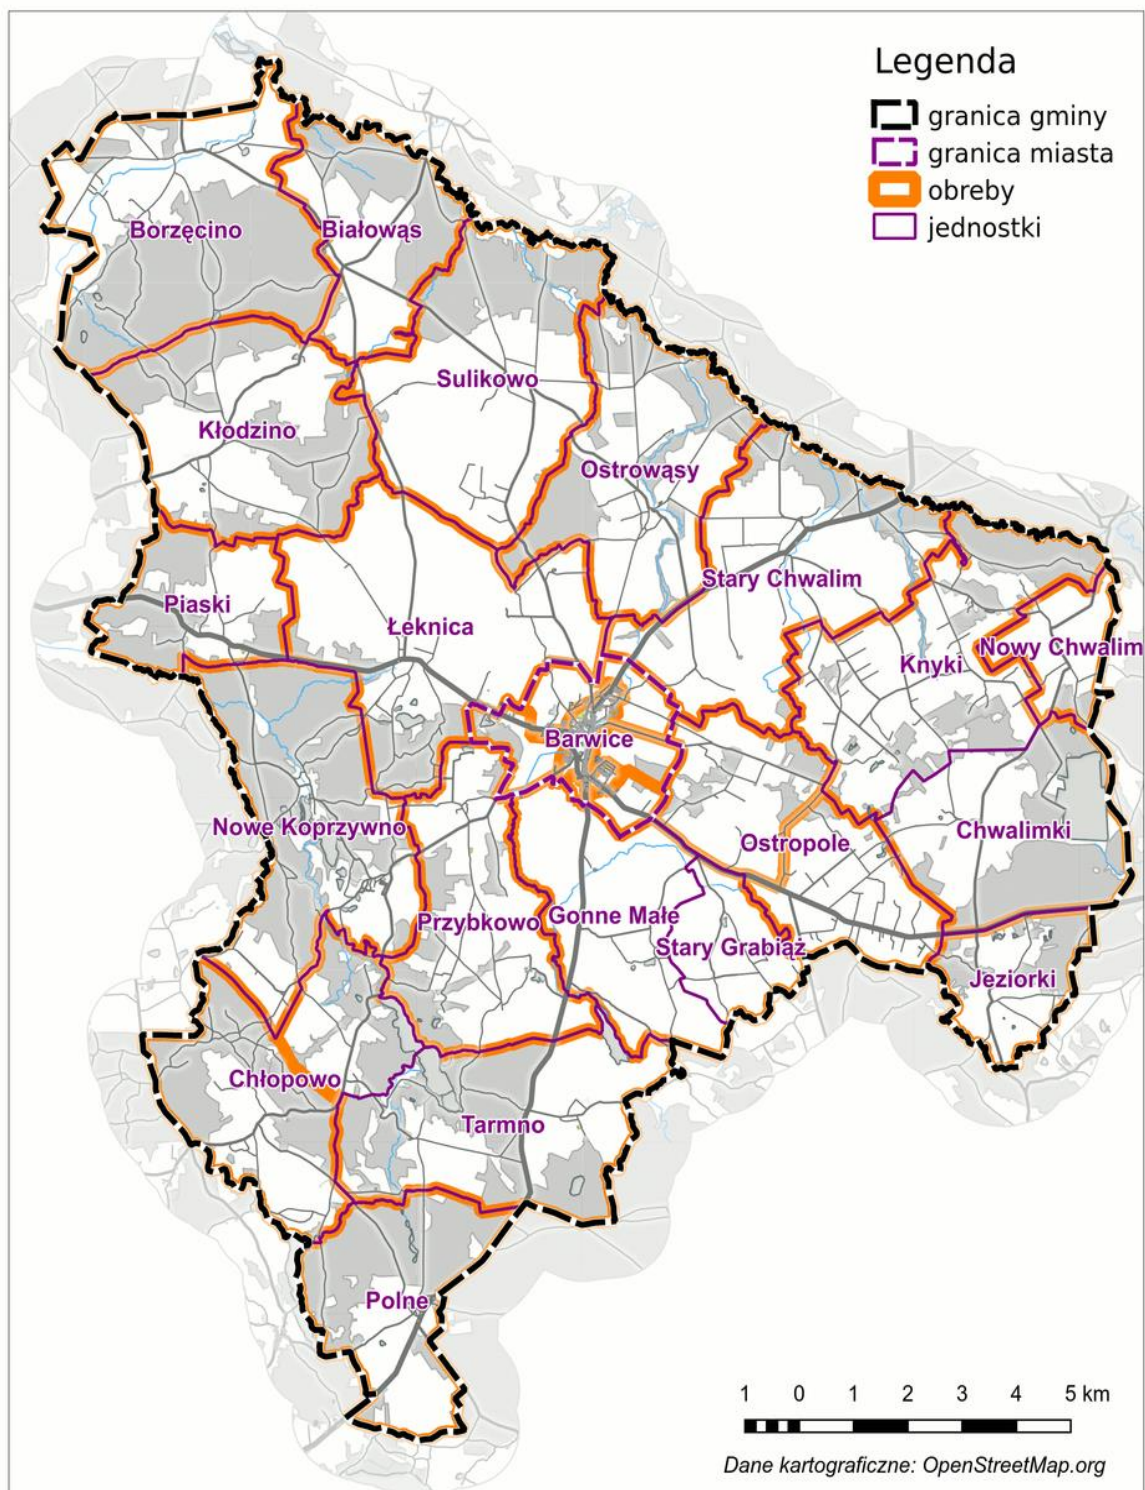 Legenda
granica gminy
granica miasta
obreby
jednostki
Borzęcino
Białowąs
Sulikowo
Kłodzino
Ostrowąsy
Stary Chwalim
Piaski
Łeknica
Nowy Chwalim
Knyki
Barwice
Nowe Koprzywno
Chwalimki
Ostropole
Przybkowo
Gonne Małe
Stary Grabiąż
Jeziorki
Chłopowo
Tarmno
Polne
1 0 1 2 3 4 5 km
Dane kartograficzne: OpenStreetMap.org